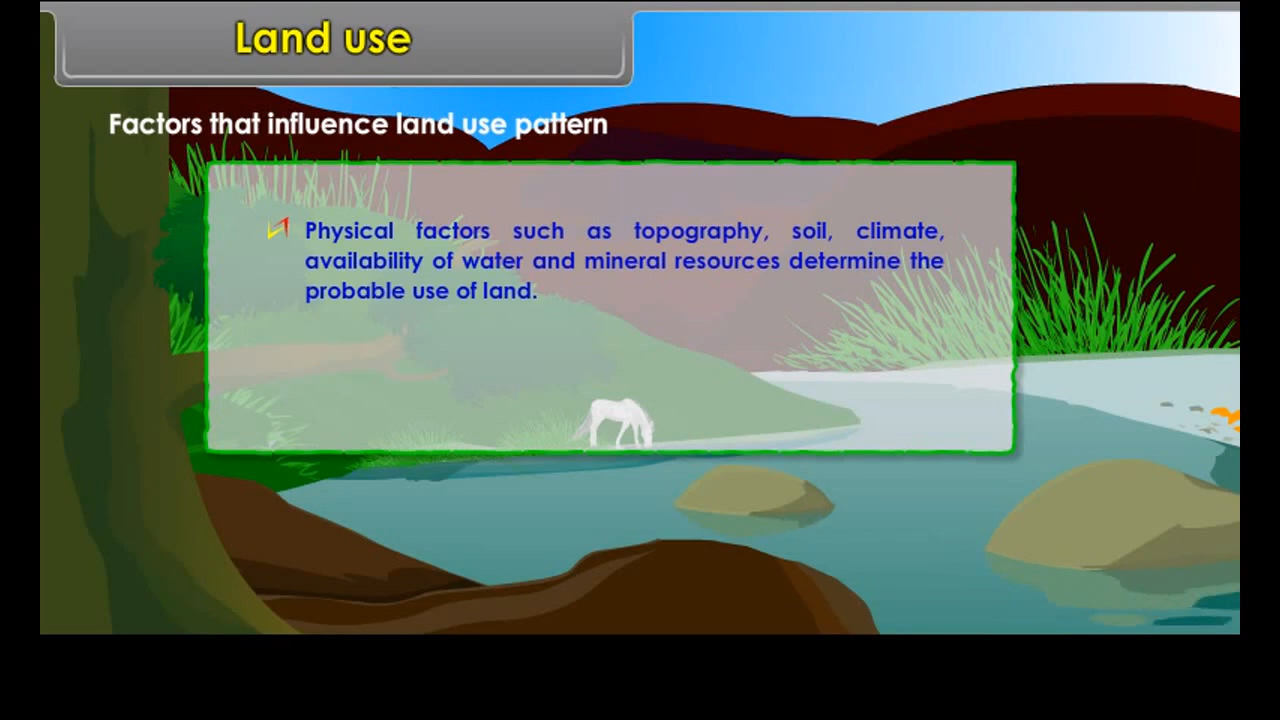 Land use
Factors that influence land use pattern
Physical factors such as topography, soil, climate,
availability of water and mineral resources determine the
probable use of land.